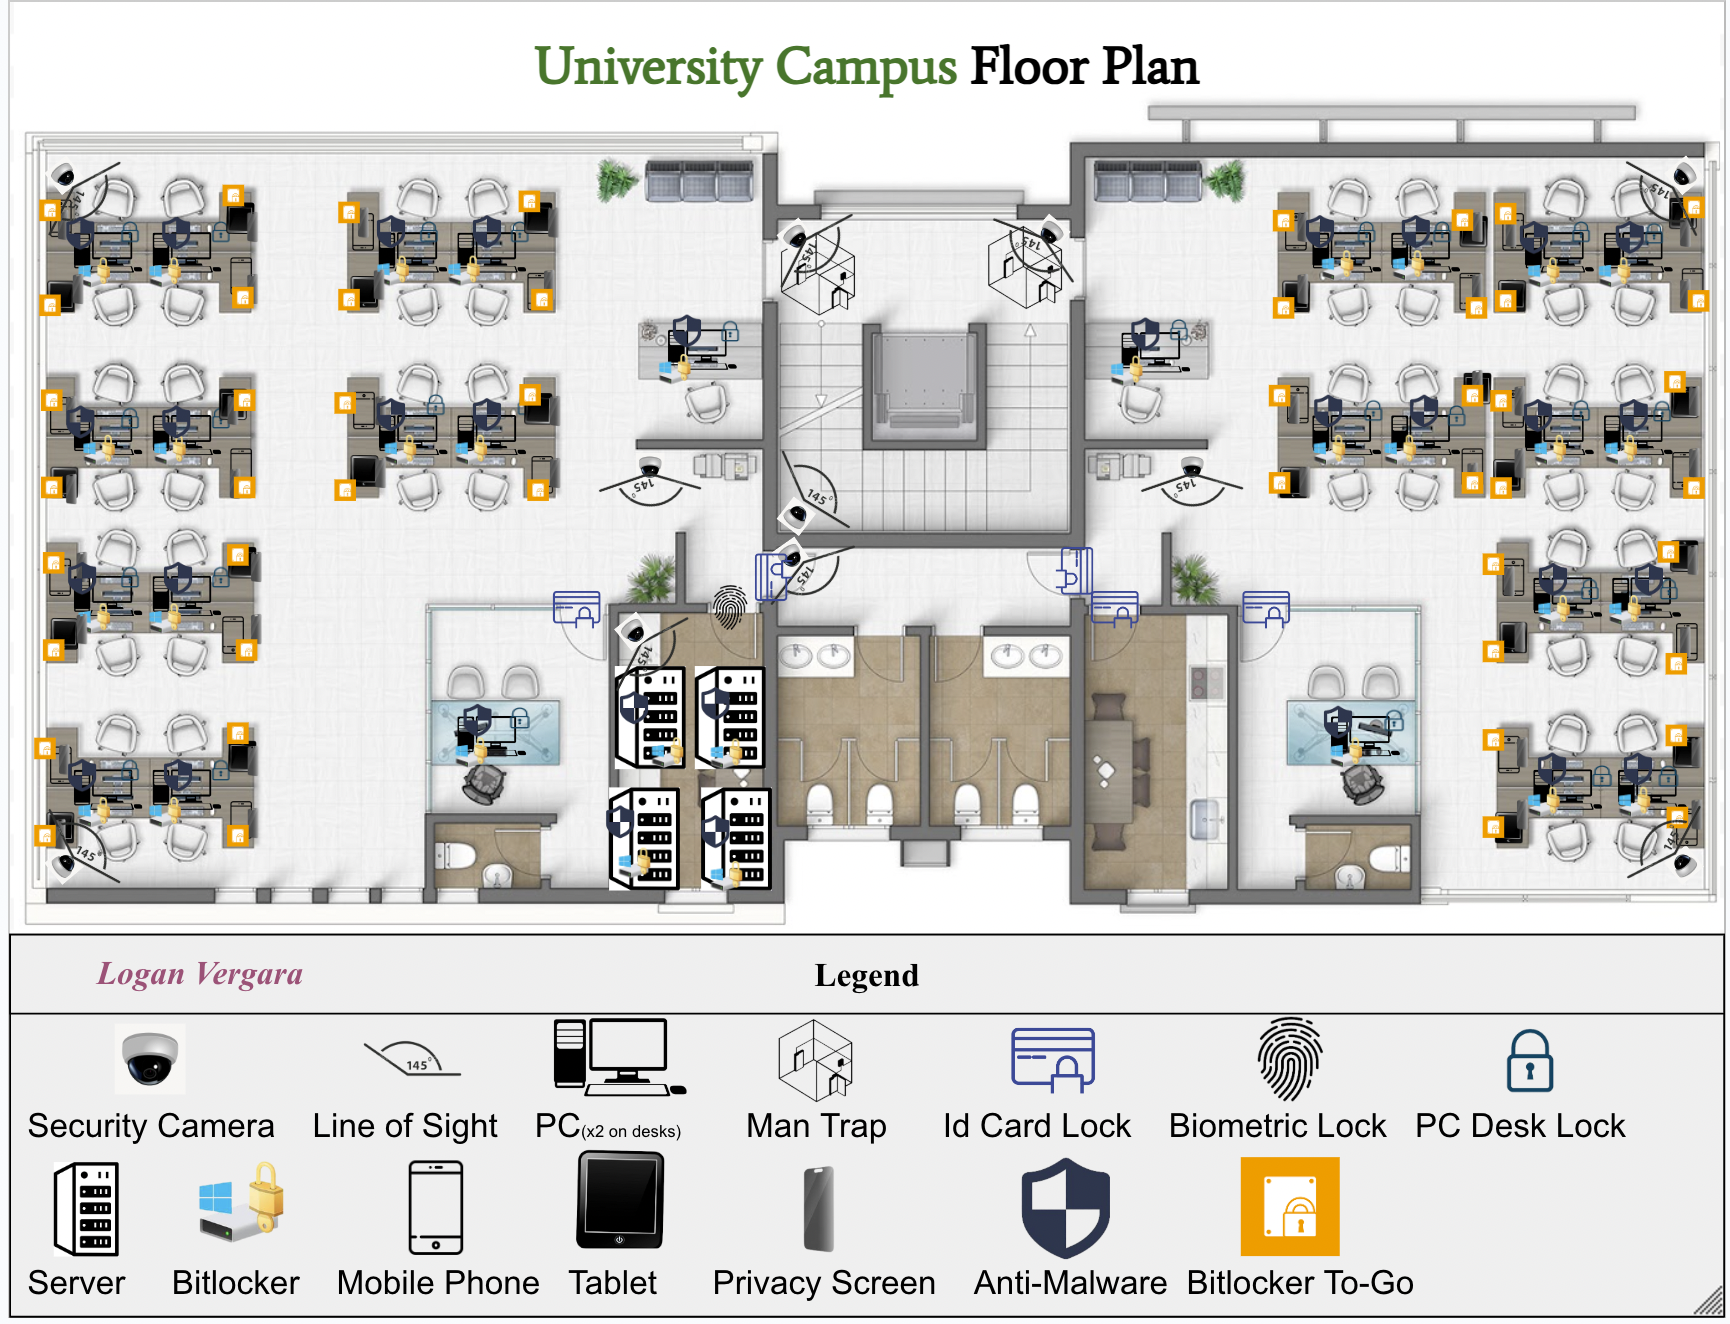 University Campus Floor Plan
145°
145°
145°
145°
145°
145°
145°
145°
145°
145°
145°
Logan Vergara
Legend
145°
Security Camera
Line of Sight
PC(x2 on desks)
Man Trap
Id Card Lock
Biometric Lock
PC Desk Lock
Server
Bitlocker
Mobile Phone
Tablet
Privacy Screen
Anti-Malware
Bitlocker To-Go